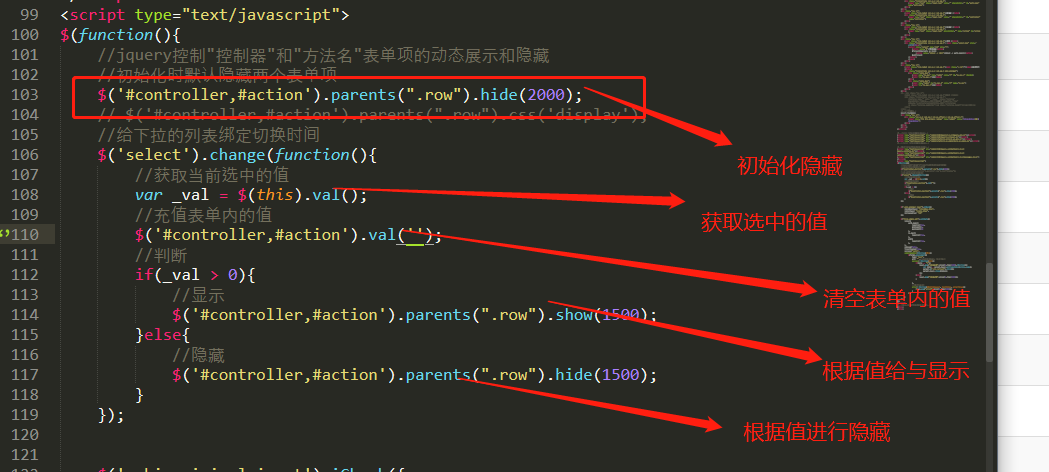 99 <script type="text/javascript">
100 $(function(){
101 //jquery控制"控制器"和"方法名"表单项的动态展示和隐藏
102 //初始化时默认隐藏两个表单项
103 $('#controller,#action').parents(".row").hide(2000);
104 // $('#controller,#action').parents(".row").css('display')
105 //给下拉的列表绑定切换时间
106 $('select').change(function(){
初始化隐藏
107 //获取当前选中的值
108 var _val = $(this).val();
109 //充值表单内的值
获取选中的值
110 $('#controller,#action').val('');
111 //判断
112 if(_val > 0){
113 //显示
清空表单内的值
114 $('#controller,#action').parents(".row").show(1500);
115 }else{
116 //隐藏
117 $('#controller,#action').parents(".row").hide(1500);
根据值给与显示
118 }
119 });
根据值进行隐藏
120
121